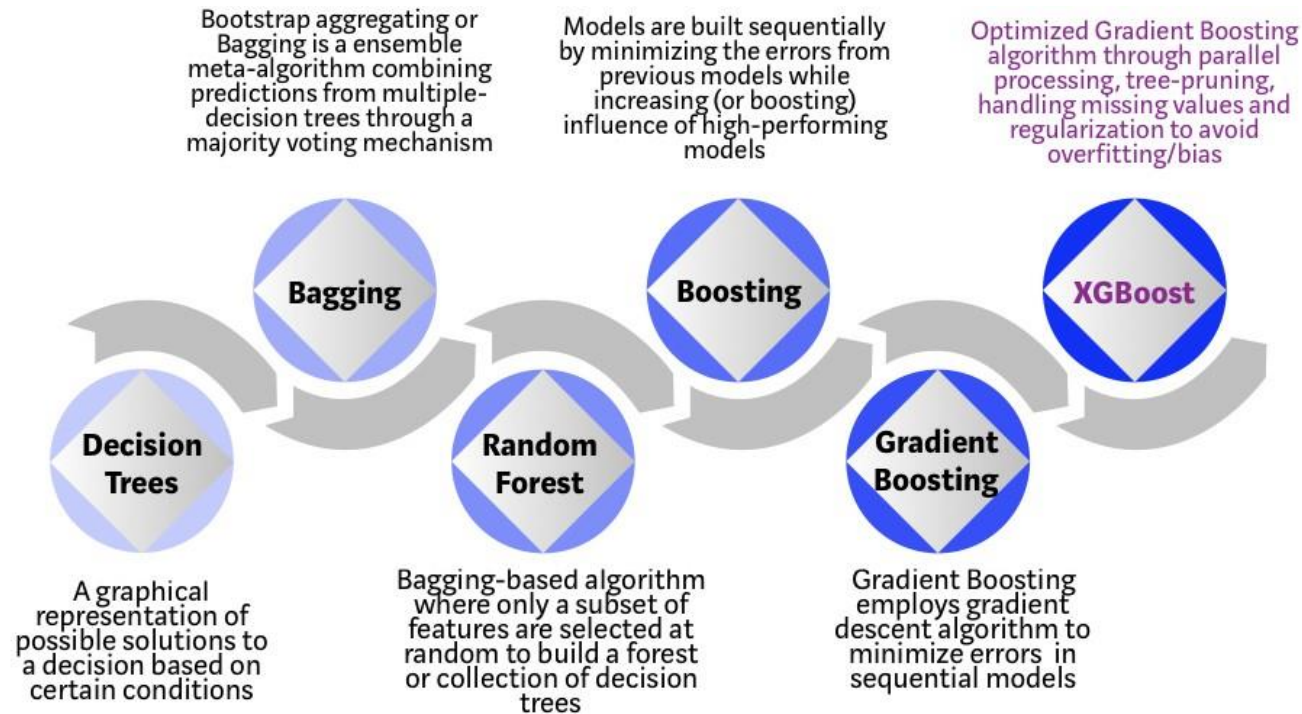 Bootstrap aggregating or
Bagging is a ensemble
meta-algorithm combining
predictions from multiple-
decision trees through a
majority voting mechanism
Models are built sequentially
by minimizing the errors from
previous models while
increasing (or boosting)
influence of high-performing
models
Optimized Gradient Boosting
algorithm through parallel
processing, tree-pruning,
handling missing values and
regularization to avoid
overfitting/bias
Bagging
Boosting
XGBoost
Decision
Trees
Random
Forest
Gradient
Boosting
A graphical
representation of
possible solutions to
a decision based on
certain conditions
Bagging-based algorithm
where only a subset of
features are selected at
random to build a forest
or collection of decision
trees
Gradient Boosting
employs gradient
descent algorithm to
minimize errors in
sequential models